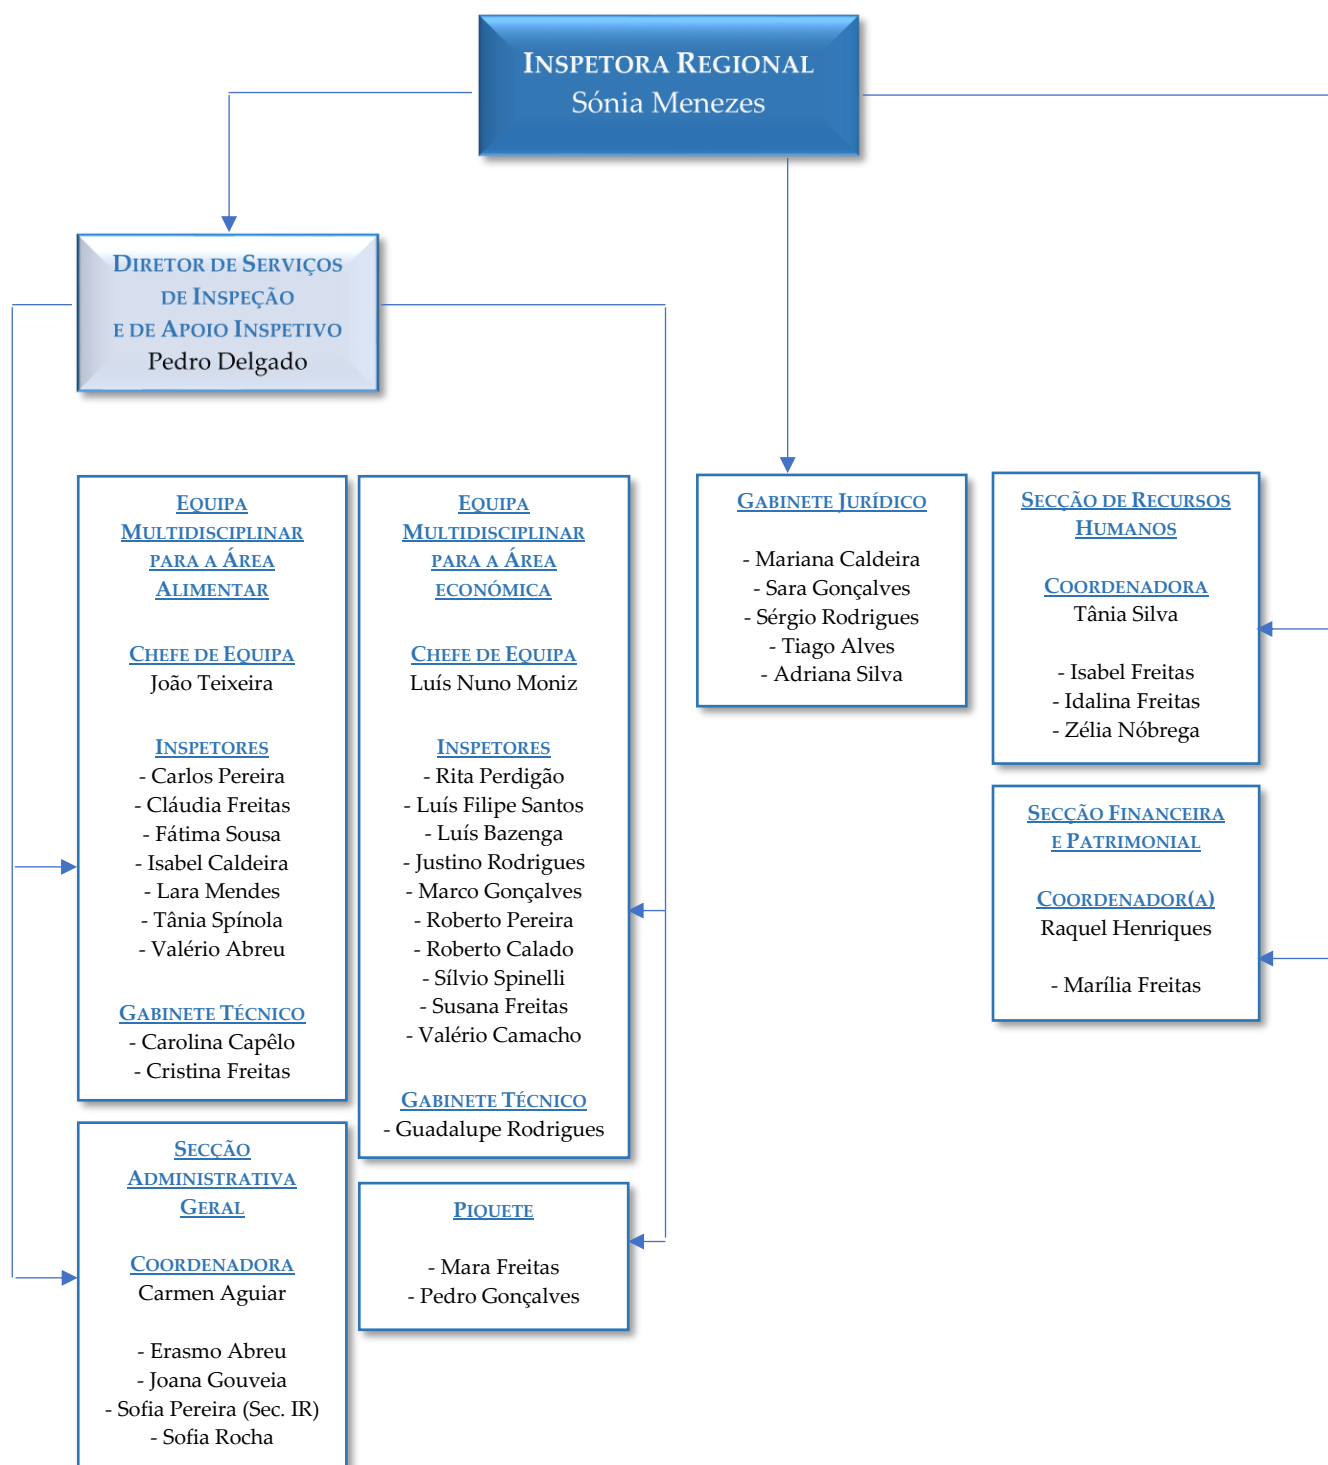 INSPETORA REGIONAL
Sónia Menezes
DIRETOR DE SERVIÇOS
DE INSPEÇÃO
E DE APOIO INSPETIVO
Pedro Delgado
EQUIPA
MULTIDISCIPLINAR
PARA A ÁREA
ALIMENTAR
CHEFE DE EQUIPA
João Teixeira
INSPETORES
- Carlos Pereira
- Cláudia Freitas
- Fátima Sousa
- Isabel Caldeira
- Lara Mendes
- Tânia Spínola
- Valério Abreu
GABINETE TÉCNICO
- Carolina Capêlo
- Cristina Freitas
EQUIPA
MULTIDISCIPLINAR
PARA A ÁREA
ECONÓMICA
CHEFE DE EQUIPA
Luís Nuno Moniz
INSPETORES
- Rita Perdigão
- Luís Filipe Santos
- Luís Bazenga
- Justino Rodrigues
- Marco Gonçalves
- Roberto Pereira
- Roberto Calado
- Sílvio Spinelli
- Susana Freitas
- Valério Camacho
GABINETE TÉCNICO
- Guadalupe Rodrigues
GABINETE JURÍDICO
- Mariana Caldeira
- Sara Gonçalves
- Sérgio Rodrigues
- Tiago Alves
- Adriana Silva
SECÇÃO DE RECURSOS
HUMANOS
COORDENADORA
Tânia Silva
- Isabel Freitas
- Idalina Freitas
- Zélia Nóbrega
SECÇÃO FINANCEIRA
E PATRIMONIAL
COORDENADOR(A)
Raquel Henriques
- Marília Freitas
SECÇÃO
ADMINISTRATIVA
GERAL
COORDENADORA
Carmen Aguiar
- Erasmo Abreu
- Joana Gouveia
- Sofia Pereira (Sec. IR)
- Sofia Rocha
PIQUETE
- Mara Freitas
- Pedro Gonçalves